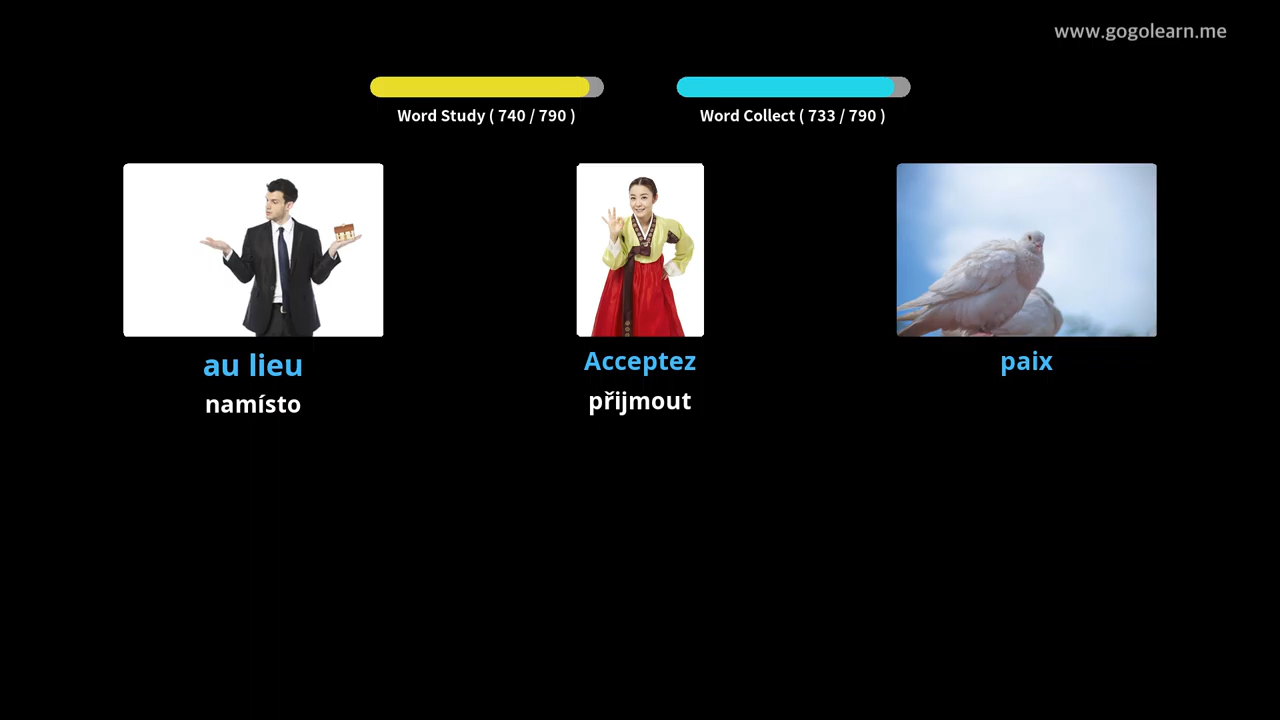 www.gogolearn.me
Word Study ( 740 / 790 )
Word Collect ( 733 / 790 )
au lieu
namísto
Acceptez
přijmout
paix